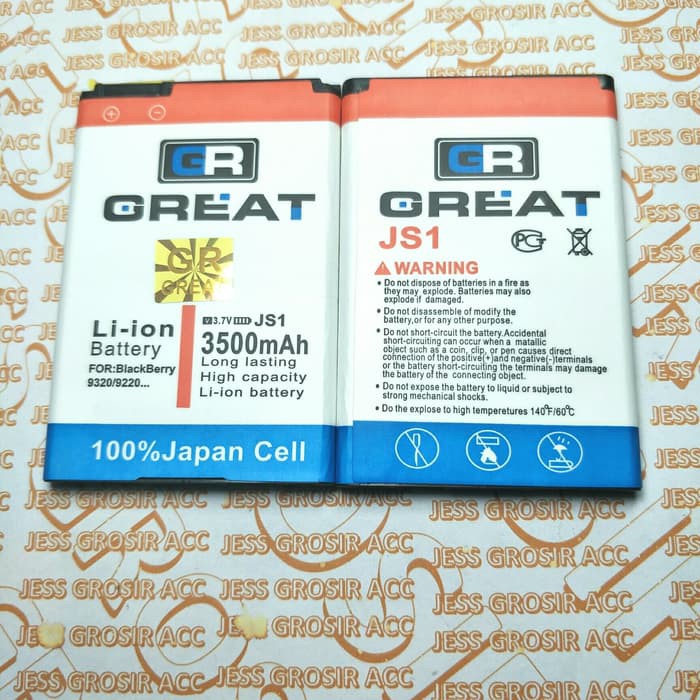 GR
GREAT
GR
GREAT
3.7V JS1
Li-ion
Battery
FOR:BlackBerry
9320/9220...
3500mAh
Long lasting
High capacity
Li-ion battery
100%Japan Cell
GR
GREAT
JS1
PCT
WARNING
• Do not dispose of batteries in a fire as
they may explode. Batteries may also
explode if damaged.
• Do not disassemble of modify the
battery,or for any other purpose.
• Do not short-circuit the battery.Accidental
short-circuiting can occur when a matallic
object such as a coin, clip, or pen causes direct
connection of the positive(+)and negative(-)terminals
or the battery short-circuiting the terminals may damage
the battery of the connecting object.
• Do not expose the battery to liquid or subject to
strong mechanical shocks.
• Do the explose to high temperetures 140°F/60°C
JESS GROSIR ACC